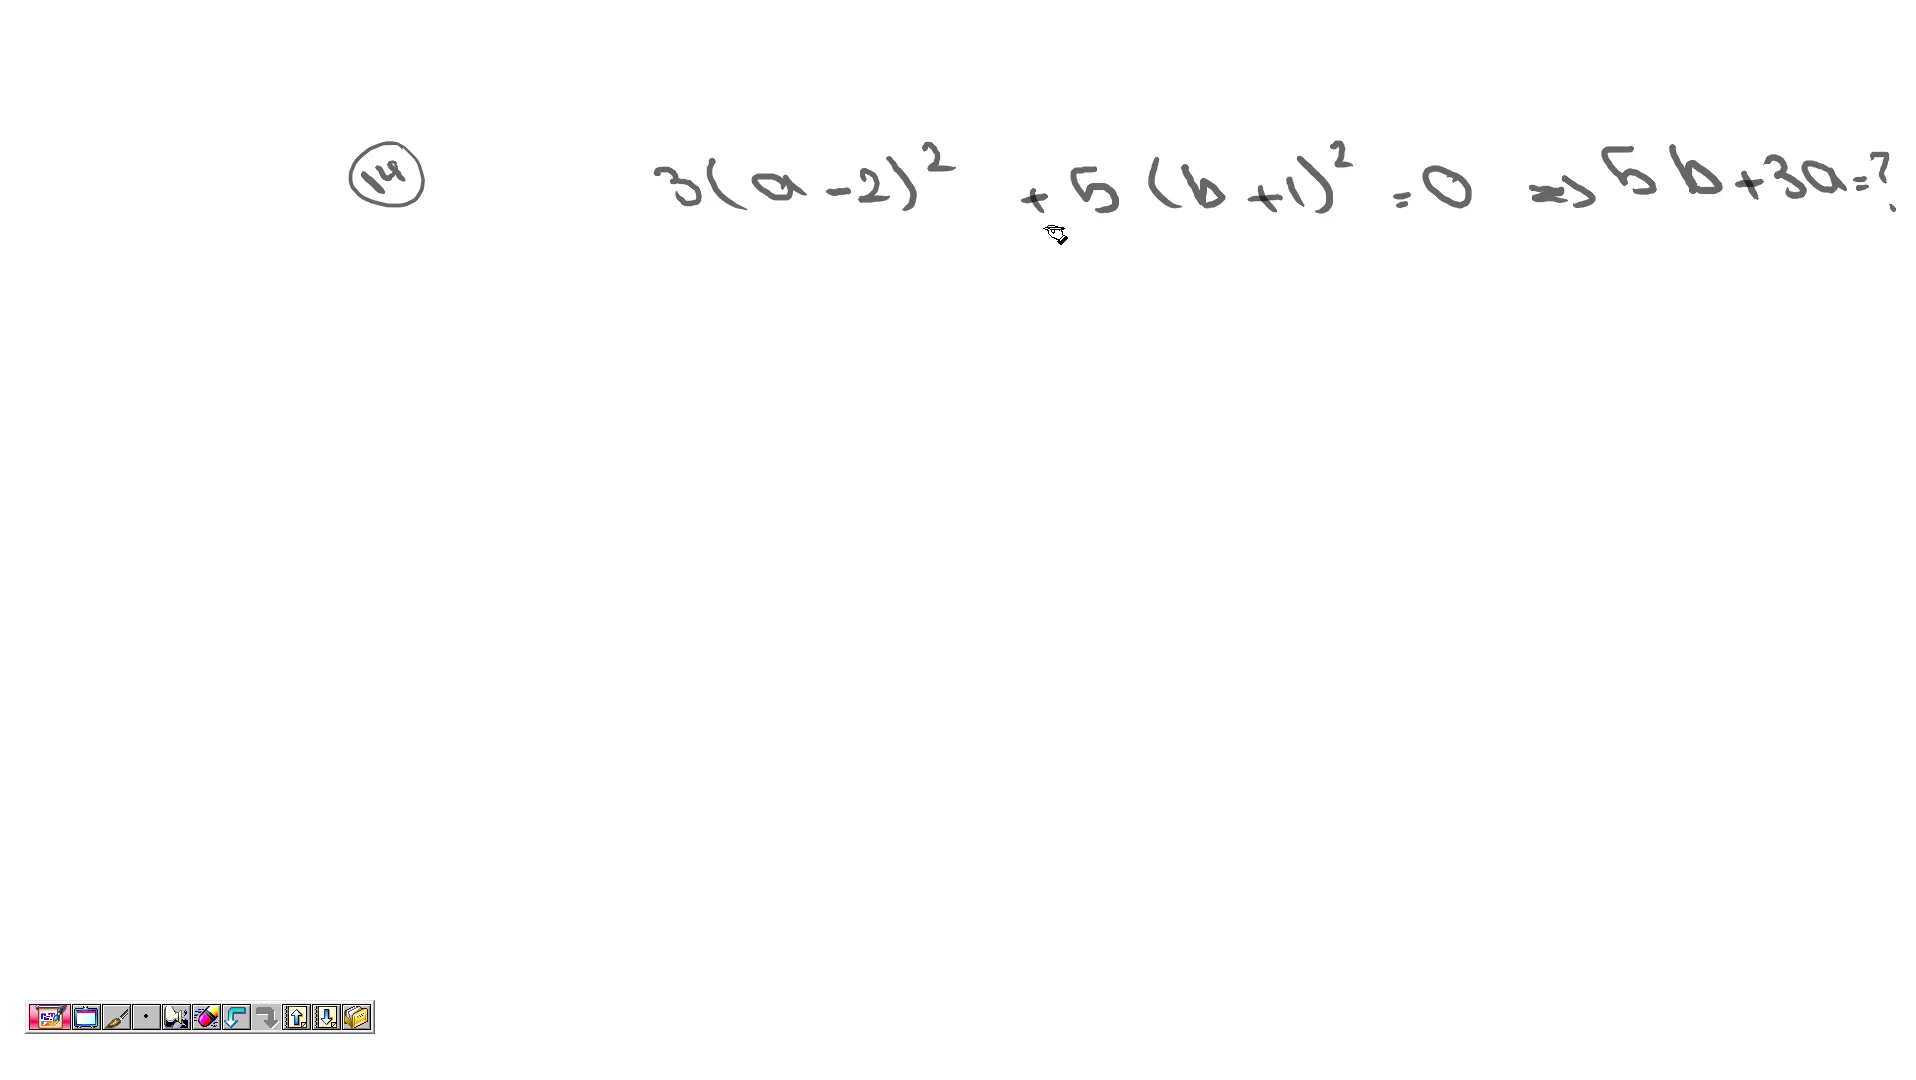 14 3(a-2)² +5(b+1)² =0 => 5b+3a=?